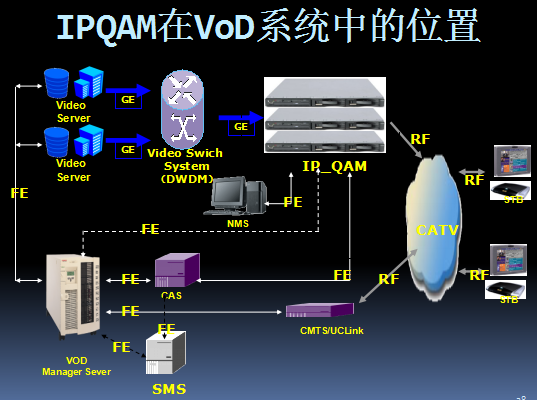 IPQAM在VoD系统中的位置
Video
Server
GE
GE
Video
Server
GE
Video Swich
System
(DWDM)
IP_QAM
RF
RF
STB
FE
NMS
FE
FE
CATV
FE
CAS
FE
RF
RF
STB
FE
FE
CMTS/UCLink
VOD
Manager Sever
FE
SMS
28